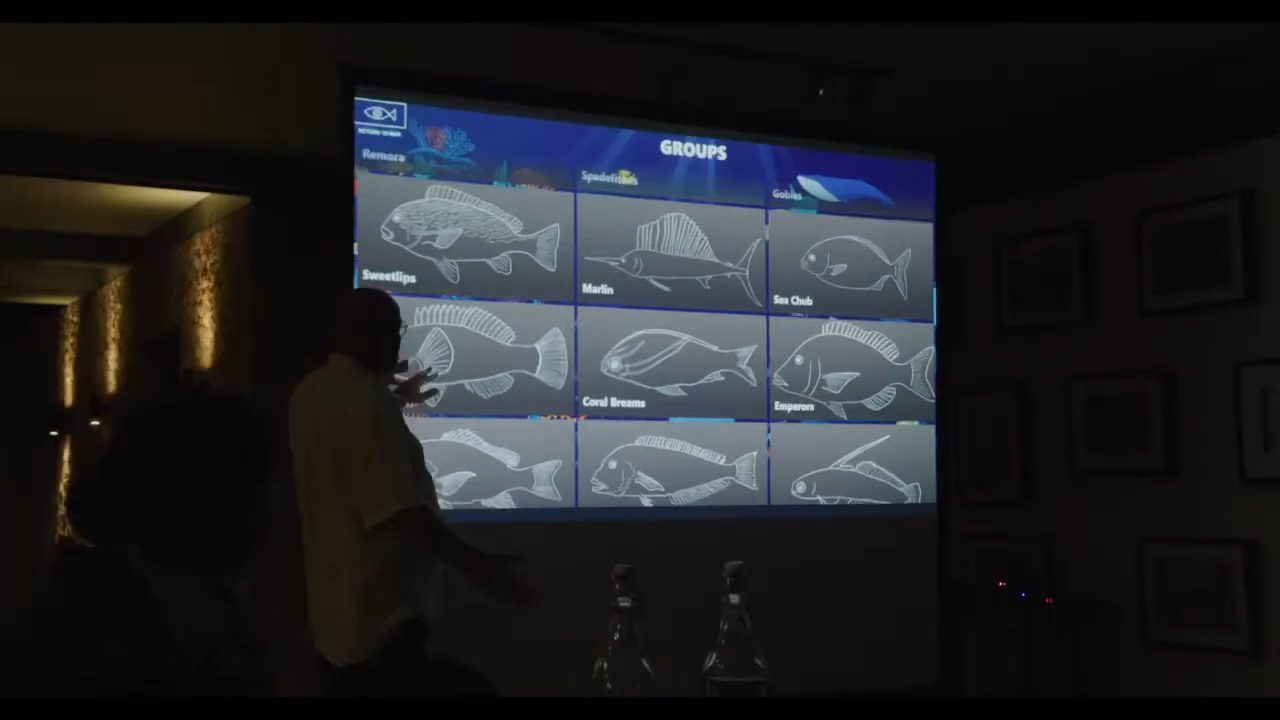 GROUPS
Remora
Spadefishes
Gobies
Sweetlips
Marlin
Sea Chub
Coral Breams
Emperors